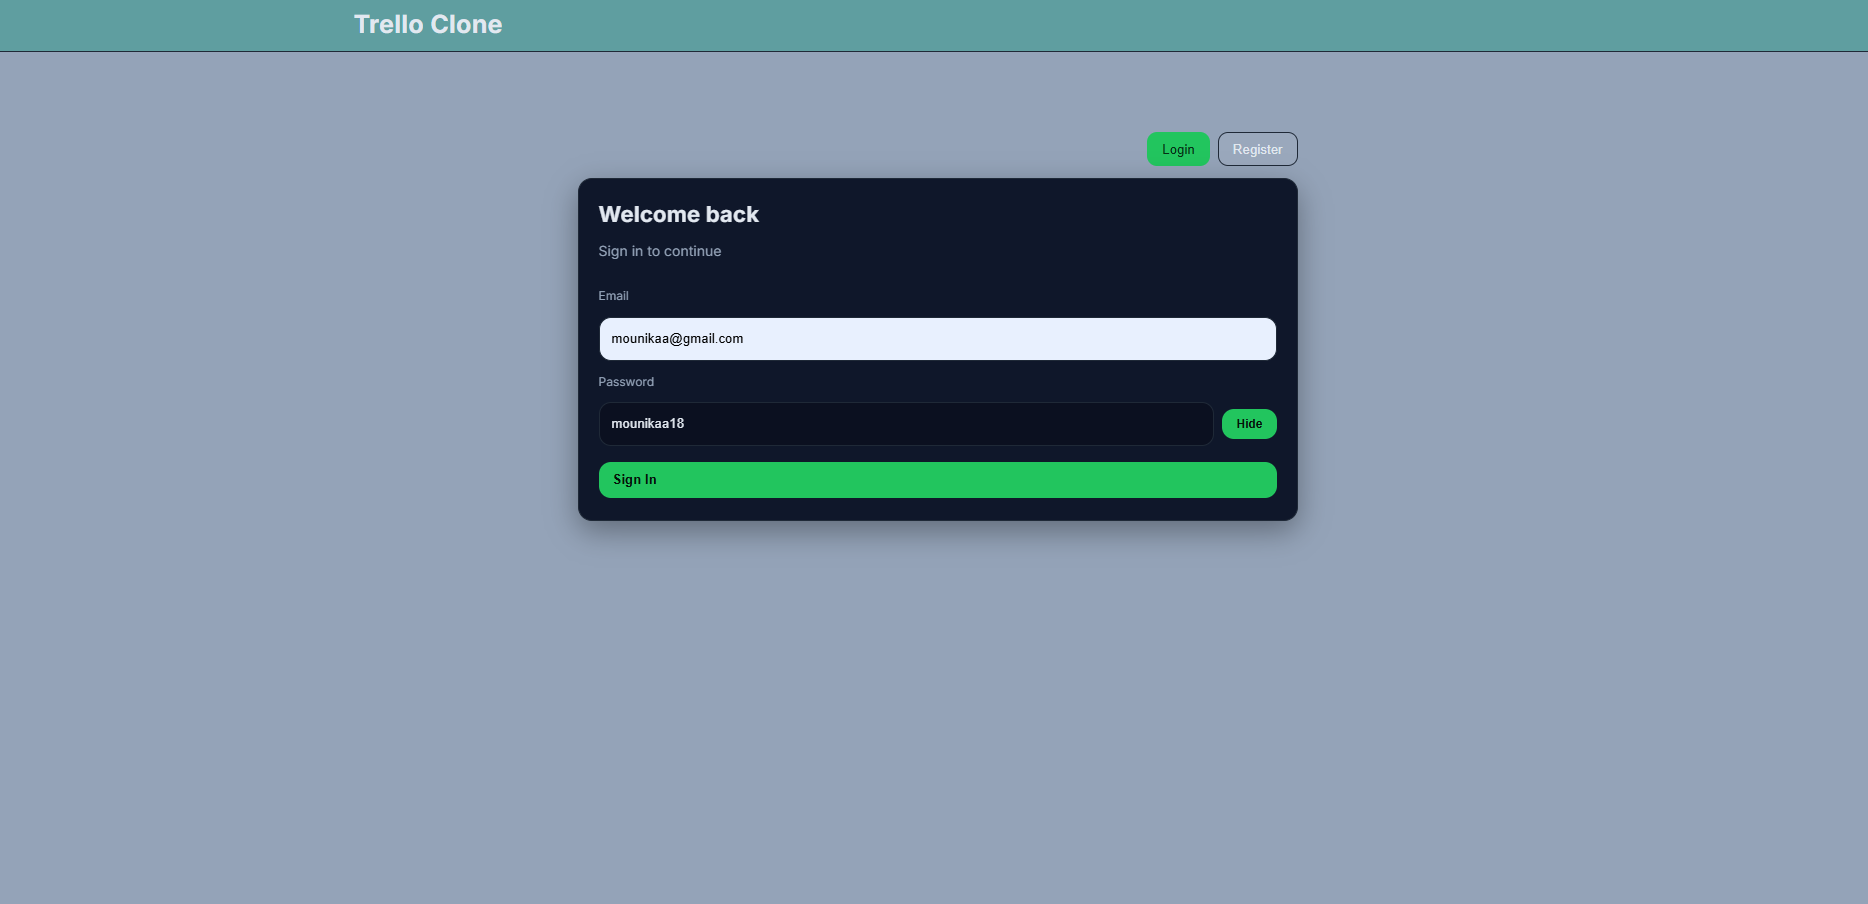 Trello Clone
Login Register
Welcome back
Sign in to continue
Email
mounikaa@gmail.com
Password
mounikaa18 Hide
Sign In